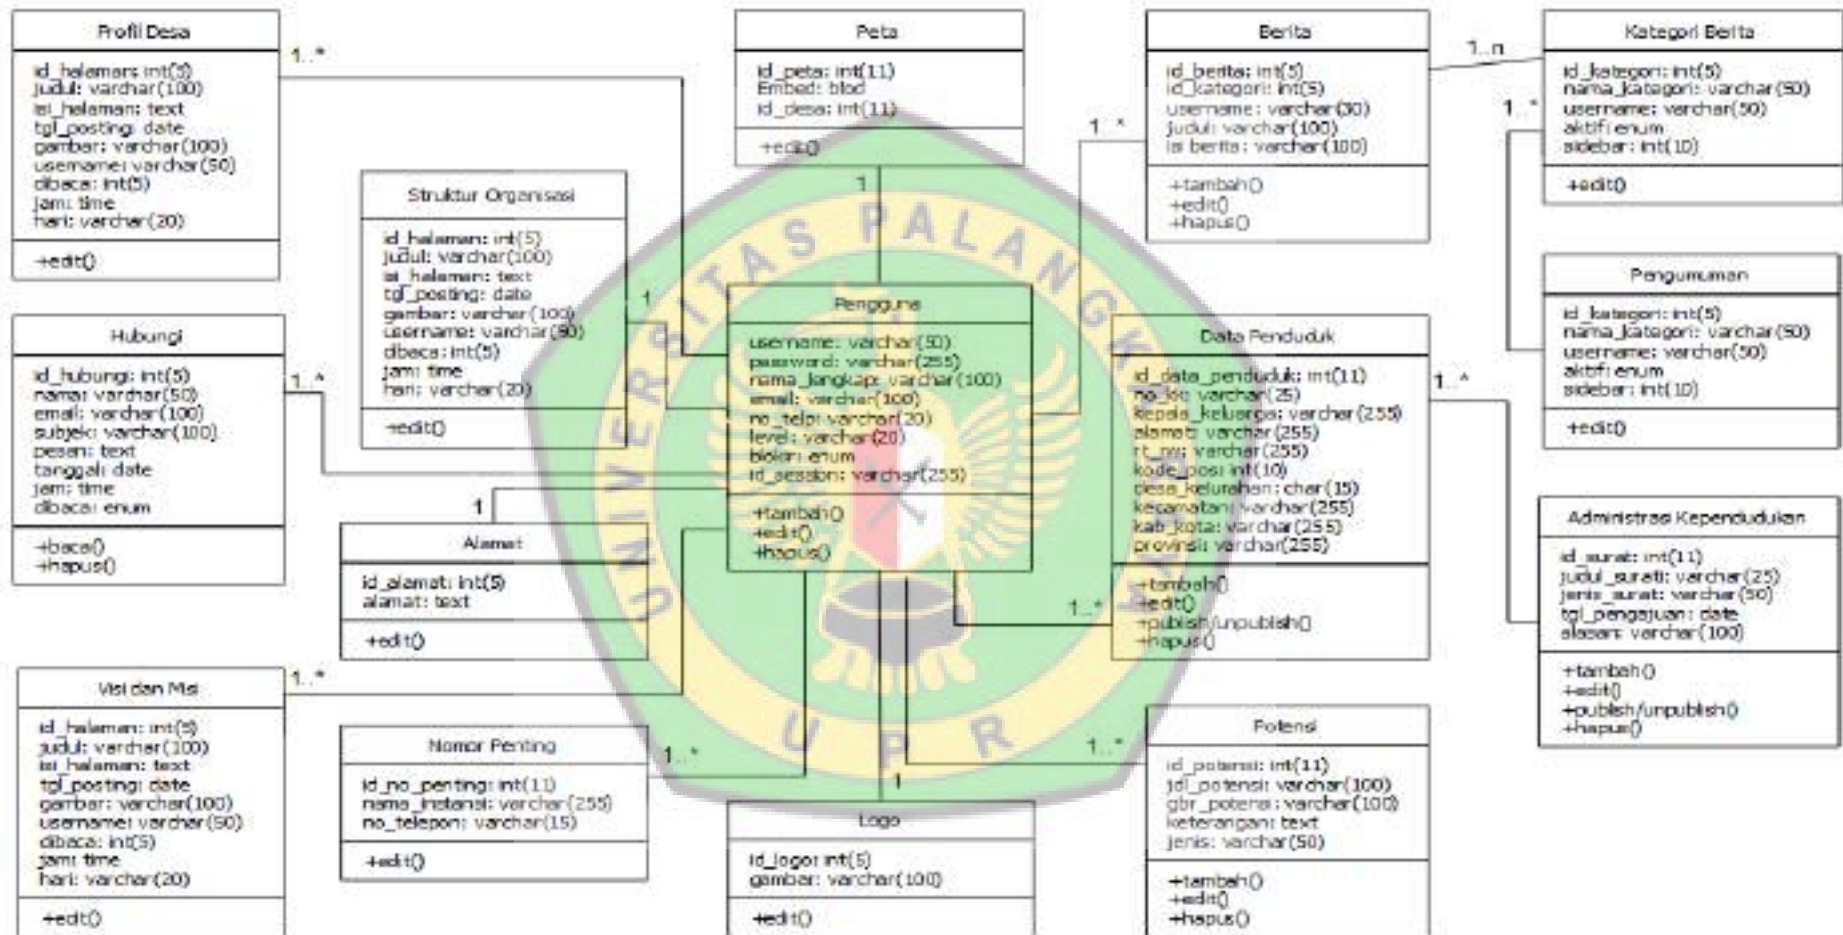 Profil Desa
id_halaman: int(5)
judul: varchar(100)
isi_halaman: text
tgl_posting: date
gambar: varchar(100)
username: varchar(50)
dibaca: int(5)
jam: time
hari: varchar(20)
+edit()
1..*
Peta
id_peta: int(11)
Embed: blod
id_desa: int(11)
+edit()
1
Berita
id_berita: int(5)
id_kategori: int(5)
username: varchar(30)
judul: varchar(100)
isi berita: varchar(100)
+tambah()
+edit()
+hapus()
1..*
1..n
Kategori Berita
id_kategori: int(5)
nama_kategori: varchar(50)
username: varchar(50)
aktif: enum
sidebar: int(10)
+edit()
1..*
Struktur Organisasi
id_halaman: int(5)
judul: varchar(100)
isi_halaman: text
tgl_posting: date
gambar: varchar(100)
username: varchar(50)
dibaca: int(5)
jam: time
hari: varchar(20)
+edit()
1
Pengguna
username: varchar(50)
password: varchar(255)
nama_lengkap: varchar(100)
email: varchar(100)
no_telp: varchar(20)
level: varchar(20)
blokir: enum
id_session: varchar(255)
+tambah()
+edit()
+hapus()
Pengumuman
id_kategori: int(5)
nama_kategori: varchar(50)
username: varchar(50)
aktif: enum
sidebar: int(10)
+edit()
Hubungi
id_hubungi: int(5)
nama: varchar(50)
email: varchar(100)
subjek: varchar(100)
pesan: text
tanggal: date
jam: time
dibaca: enum
+baca()
+hapus()
1..*
Data Penduduk
id_data_penduduk: int(11)
no_kk: varchar(25)
kepala_keluarga: varchar(255)
alamat: varchar(255)
rt_rw: varchar(255)
kode_pos: int(10)
desa_kelurahan: char(15)
kecamatan: varchar(255)
kab_kota: varchar(255)
provinsi: varchar(255)
+tambah()
+edit()
+publish/unpublish()
+hapus()
1..*
1..*
Administrasi Kependudukan
id_surat: int(11)
judul_surat: varchar(25)
jenis_surat: varchar(50)
tgl_pengajuan: date
alasan: varchar(100)
+tambah()
+edit()
+publish/unpublish()
+hapus()
1
Alamat
id_alamat: int(5)
alamat: text
+edit()
Visi dan Misi
id_halaman: int(5)
judul: varchar(100)
isi_halaman: text
tgl_posting: date
gambar: varchar(100)
username: varchar(50)
dibaca: int(5)
jam: time
hari: varchar(20)
+edit()
1..*
Nomor Penting
id_no_penting: int(11)
nama_instansi: varchar(255)
no_telepon: varchar(15)
+edit()
1..*
1
Logo
id_logo: int(5)
gambar: varchar(100)
+edit()
1..*
Potensi
id_potensi: int(11)
jdl_potensi: varchar(100)
gbr_potensi: varchar(100)
keterangan: text
jenis: varchar(50)
+tambah()
+edit()
+hapus()
UNIVERSITAS PALANGKA
UPR